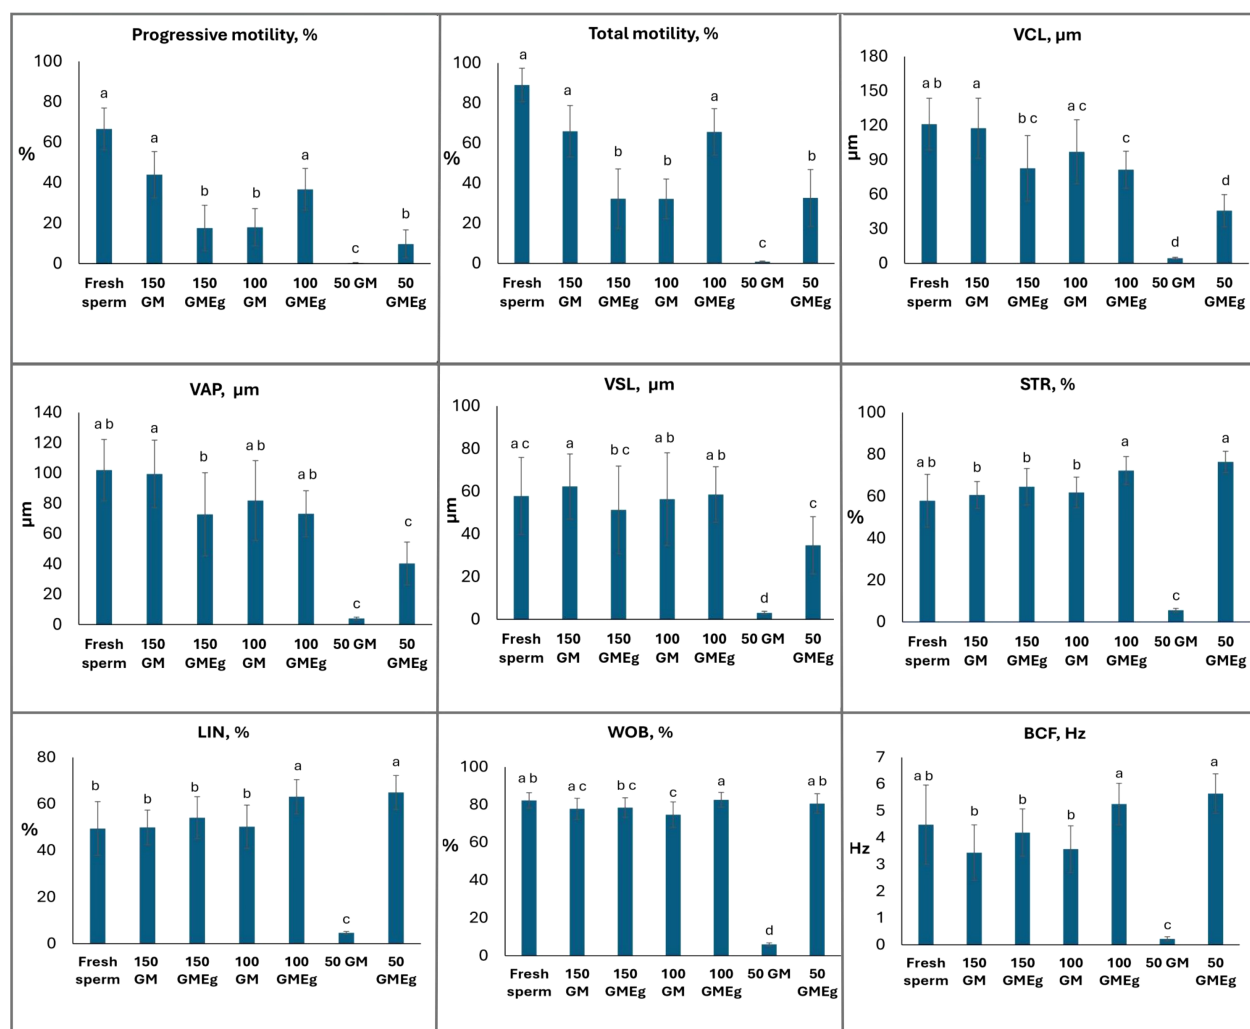 Progressive motility, %
a
a
b
b
a
c
b
100
80
60
40
20
0
%
Fresh sperm
150 GM
150 GMEg
100 GM
100 GMEg
50 GM
50 GMEg
Total motility, %
a
a
b
b
a
c
b
100
80
60
40
20
0
%
Fresh sperm
150 GM
150 GMEg
100 GM
100 GMEg
50 GM
50 GMEg
VCL, µm
a b
a
b c
a c
c
d
d
180
150
120
90
60
30
0
µm
Fresh sperm
150 GM
150 GMEg
100 GM
100 GMEg
50 GM
50 GMEg
VAP, µm
a b
a
b
a b
a b
c
c
140
120
100
80
60
40
20
0
µm
Fresh sperm
150 GM
150 GMEg
100 GM
100 GMEg
50 GM
50 GMEg
VSL, µm
a c
a
b c
a b
a b
d
c
100
80
60
40
20
0
µm
Fresh sperm
150 GM
150 GMEg
100 GM
100 GMEg
50 GM
50 GMEg
STR, %
a b
b
b
b
a
c
a
100
80
60
40
20
0
%
Fresh sperm
150 GM
150 GMEg
100 GM
100 GMEg
50 GM
50 GMEg
LIN, %
b
b
b
b
a
c
a
80
60
40
20
0
%
Fresh sperm
150 GM
150 GMEg
100 GM
100 GMEg
50 GM
50 GMEg
WOB, %
a b
a c
b c
c
a
d
a b
100
80
60
40
20
0
%
Fresh sperm
150 GM
150 GMEg
100 GM
100 GMEg
50 GM
50 GMEg
BCF, Hz
a b
b
b
b
a
c
a
7
6
5
4
3
2
1
0
Hz
Fresh sperm
150 GM
150 GMEg
100 GM
100 GMEg
50 GM
50 GMEg